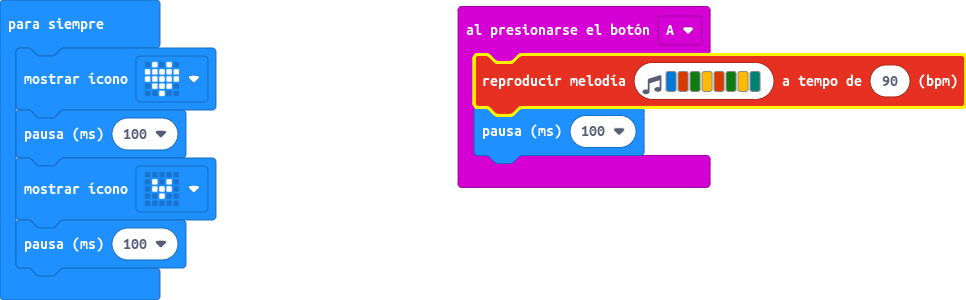 para siempre
mostrar ícono
pausa (ms) 100
mostrar ícono
pausa (ms) 100
al presionarse el botón A
reproducir melodía a tempo de 90 (bpm)
pausa (ms) 100